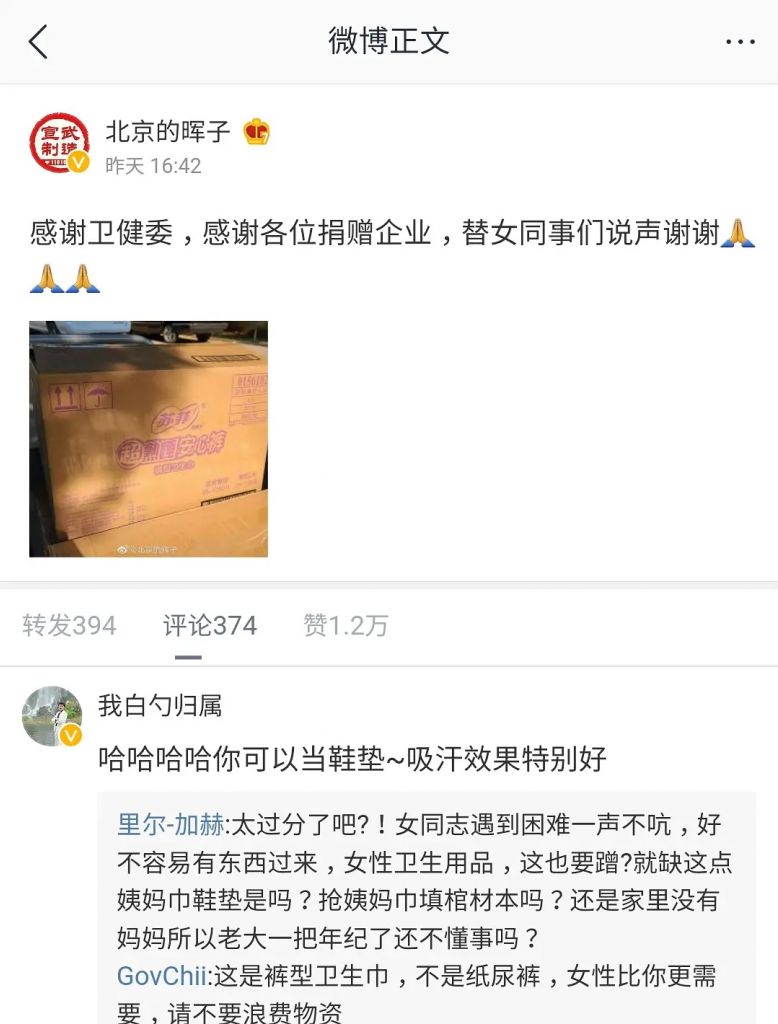 微博正文
宣武
制造
北京的晖子
昨天 16:42
感谢卫健委，感谢各位捐赠企业，替女同事们说声谢谢🙏
🙏🙏
苏菲
超熟睡安心裤
裤型卫生巾
@北京的晖子
转发394 评论374 赞1.2万
我白勺归属
哈哈哈哈你可以当鞋垫~吸汗效果特别好
里尔-加赫:太过分了吧?！女同志遇到困难一声不吭，好
不容易有东西过来，女性卫生用品，这也要蹭?就缺这点
姨妈巾鞋垫是吗？抢姨妈巾填棺材本吗？还是家里没有
妈妈所以老大一把年纪了还不懂事吗？
GovChii:这是裤型卫生巾，不是纸尿裤，女性比你更需
要，请不要浪费物资